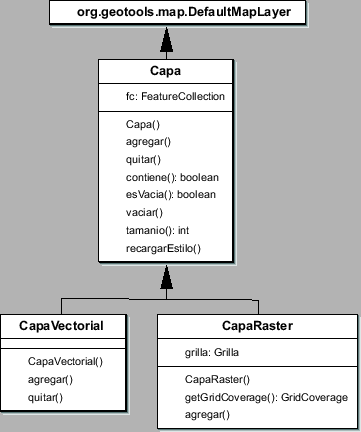 org.geotools.map.DefaultMapLayer
Capa
fc: FeatureCollection
Capa()
agregar()
quitar()
contiene(): boolean
esVacia(): boolean
vaciar()
tamanio(): int
recargarEstilo()
CapaVectorial
CapaVectorial()
agregar()
quitar()
CapaRaster
grilla: Grilla
CapaRaster()
getGridCoverage(): GridCoverage
agregar()